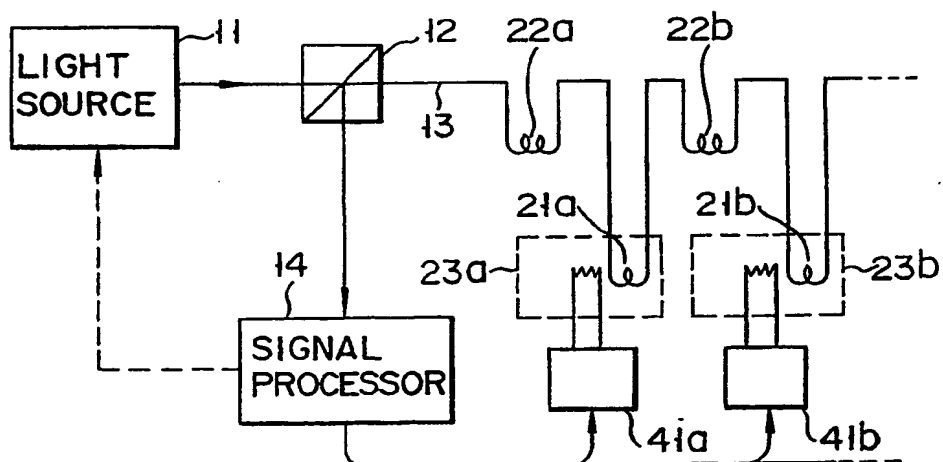 11
12
22a
22b
LIGHT
SOURCE
13
21a
21b
23a
23b
14
SIGNAL
PROCESSOR
41a
41b